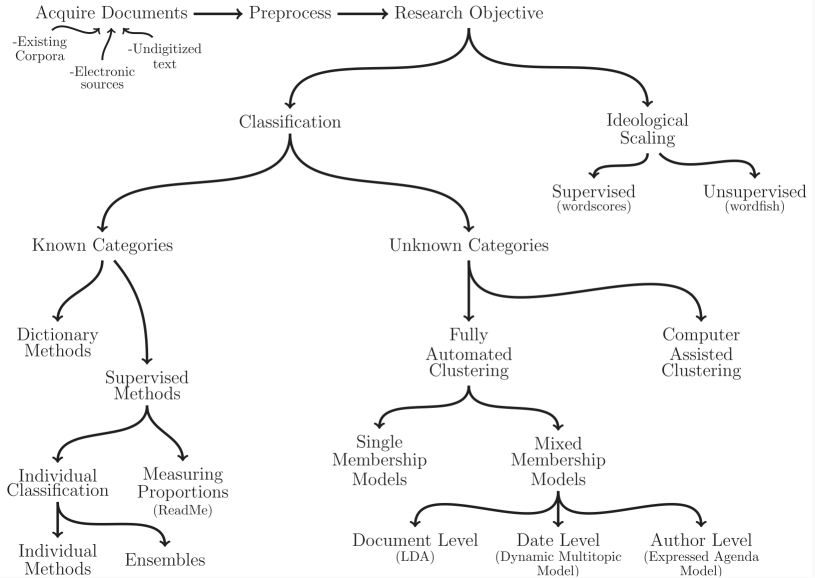 Acquire Documents Preprocess Research Objective
-Existing
Corpora
-Electronic
sources
-Undigitized
text
Classification
Ideological
Scaling
Supervised
(wordscores)
Unsupervised
(wordfish)
Known Categories
Unknown Categories
Dictionary
Methods
Supervised
Methods
Fully
Automated
Clustering
Computer
Assisted
Clustering
Individual
Classification
Measuring
Proportions
(ReadMe)
Single
Membership
Models
Mixed
Membership
Models
Individual
Methods
Ensembles
Document Level
(LDA)
Date Level
(Dynamic Multitopic
Model)
Author Level
(Expressed Agenda
Model)